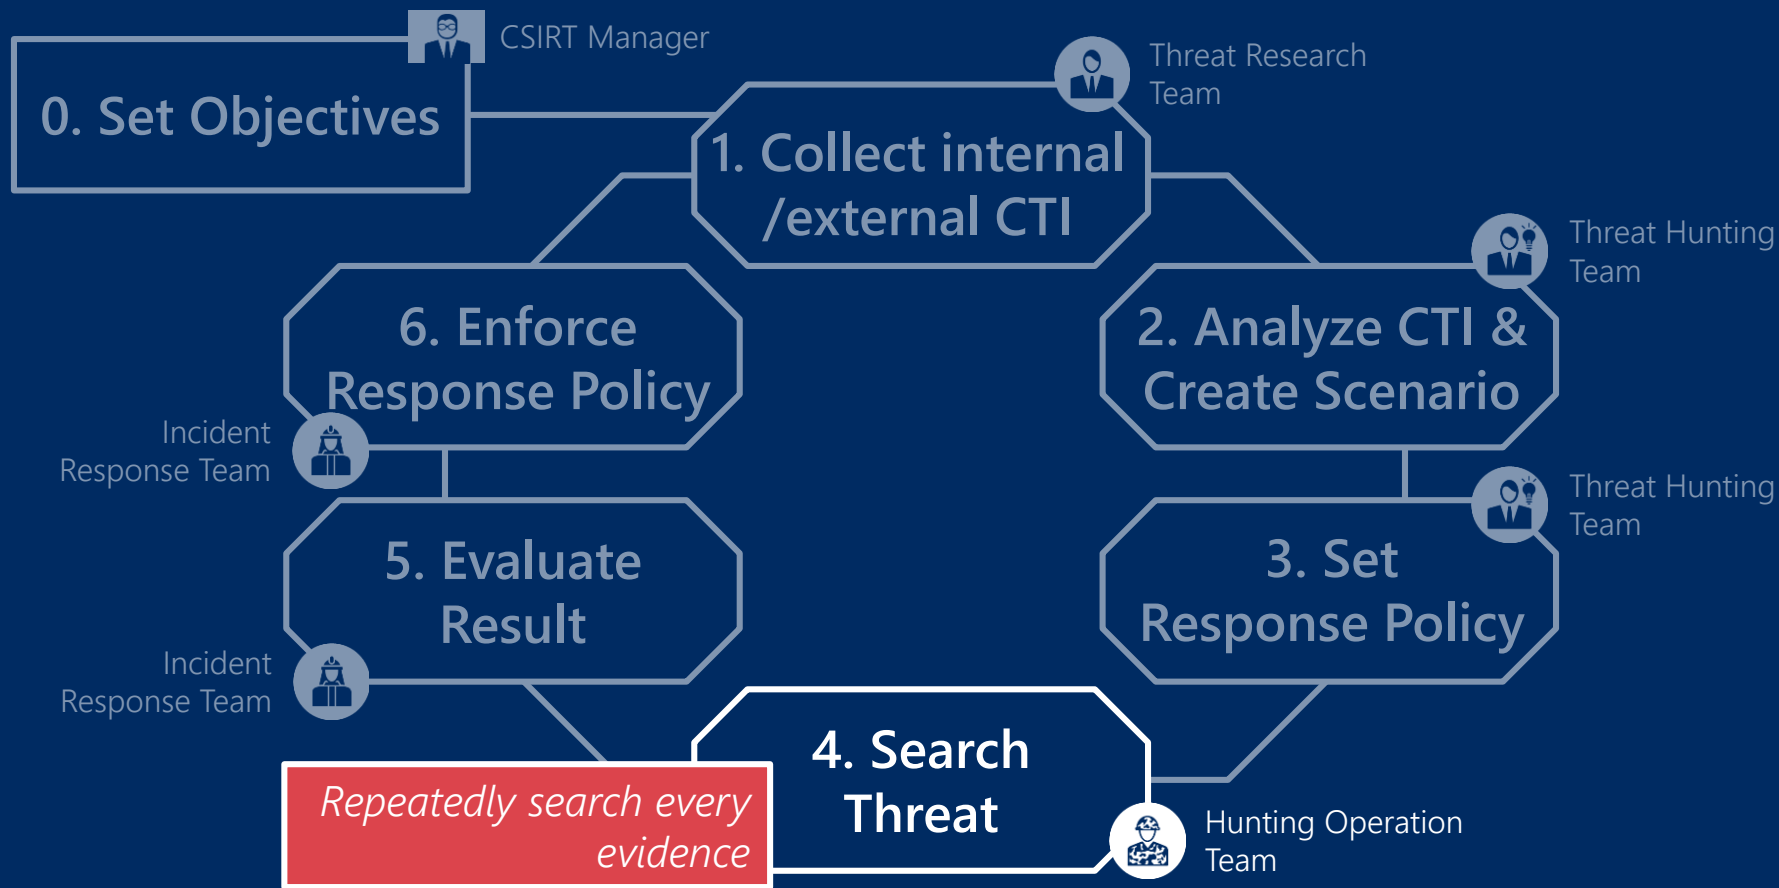 CSIRT Manager
0. Set Objectives
Threat Research
Team
1. Collect internal
/external CTI
Threat Hunting
Team
2. Analyze CTI &
Create Scenario
Threat Hunting
Team
3. Set
Response Policy
4. Search
Threat
Hunting Operation
Team
Repeatedly search every
evidence
5. Evaluate
Result
Incident
Response Team
6. Enforce
Response Policy
Incident
Response Team